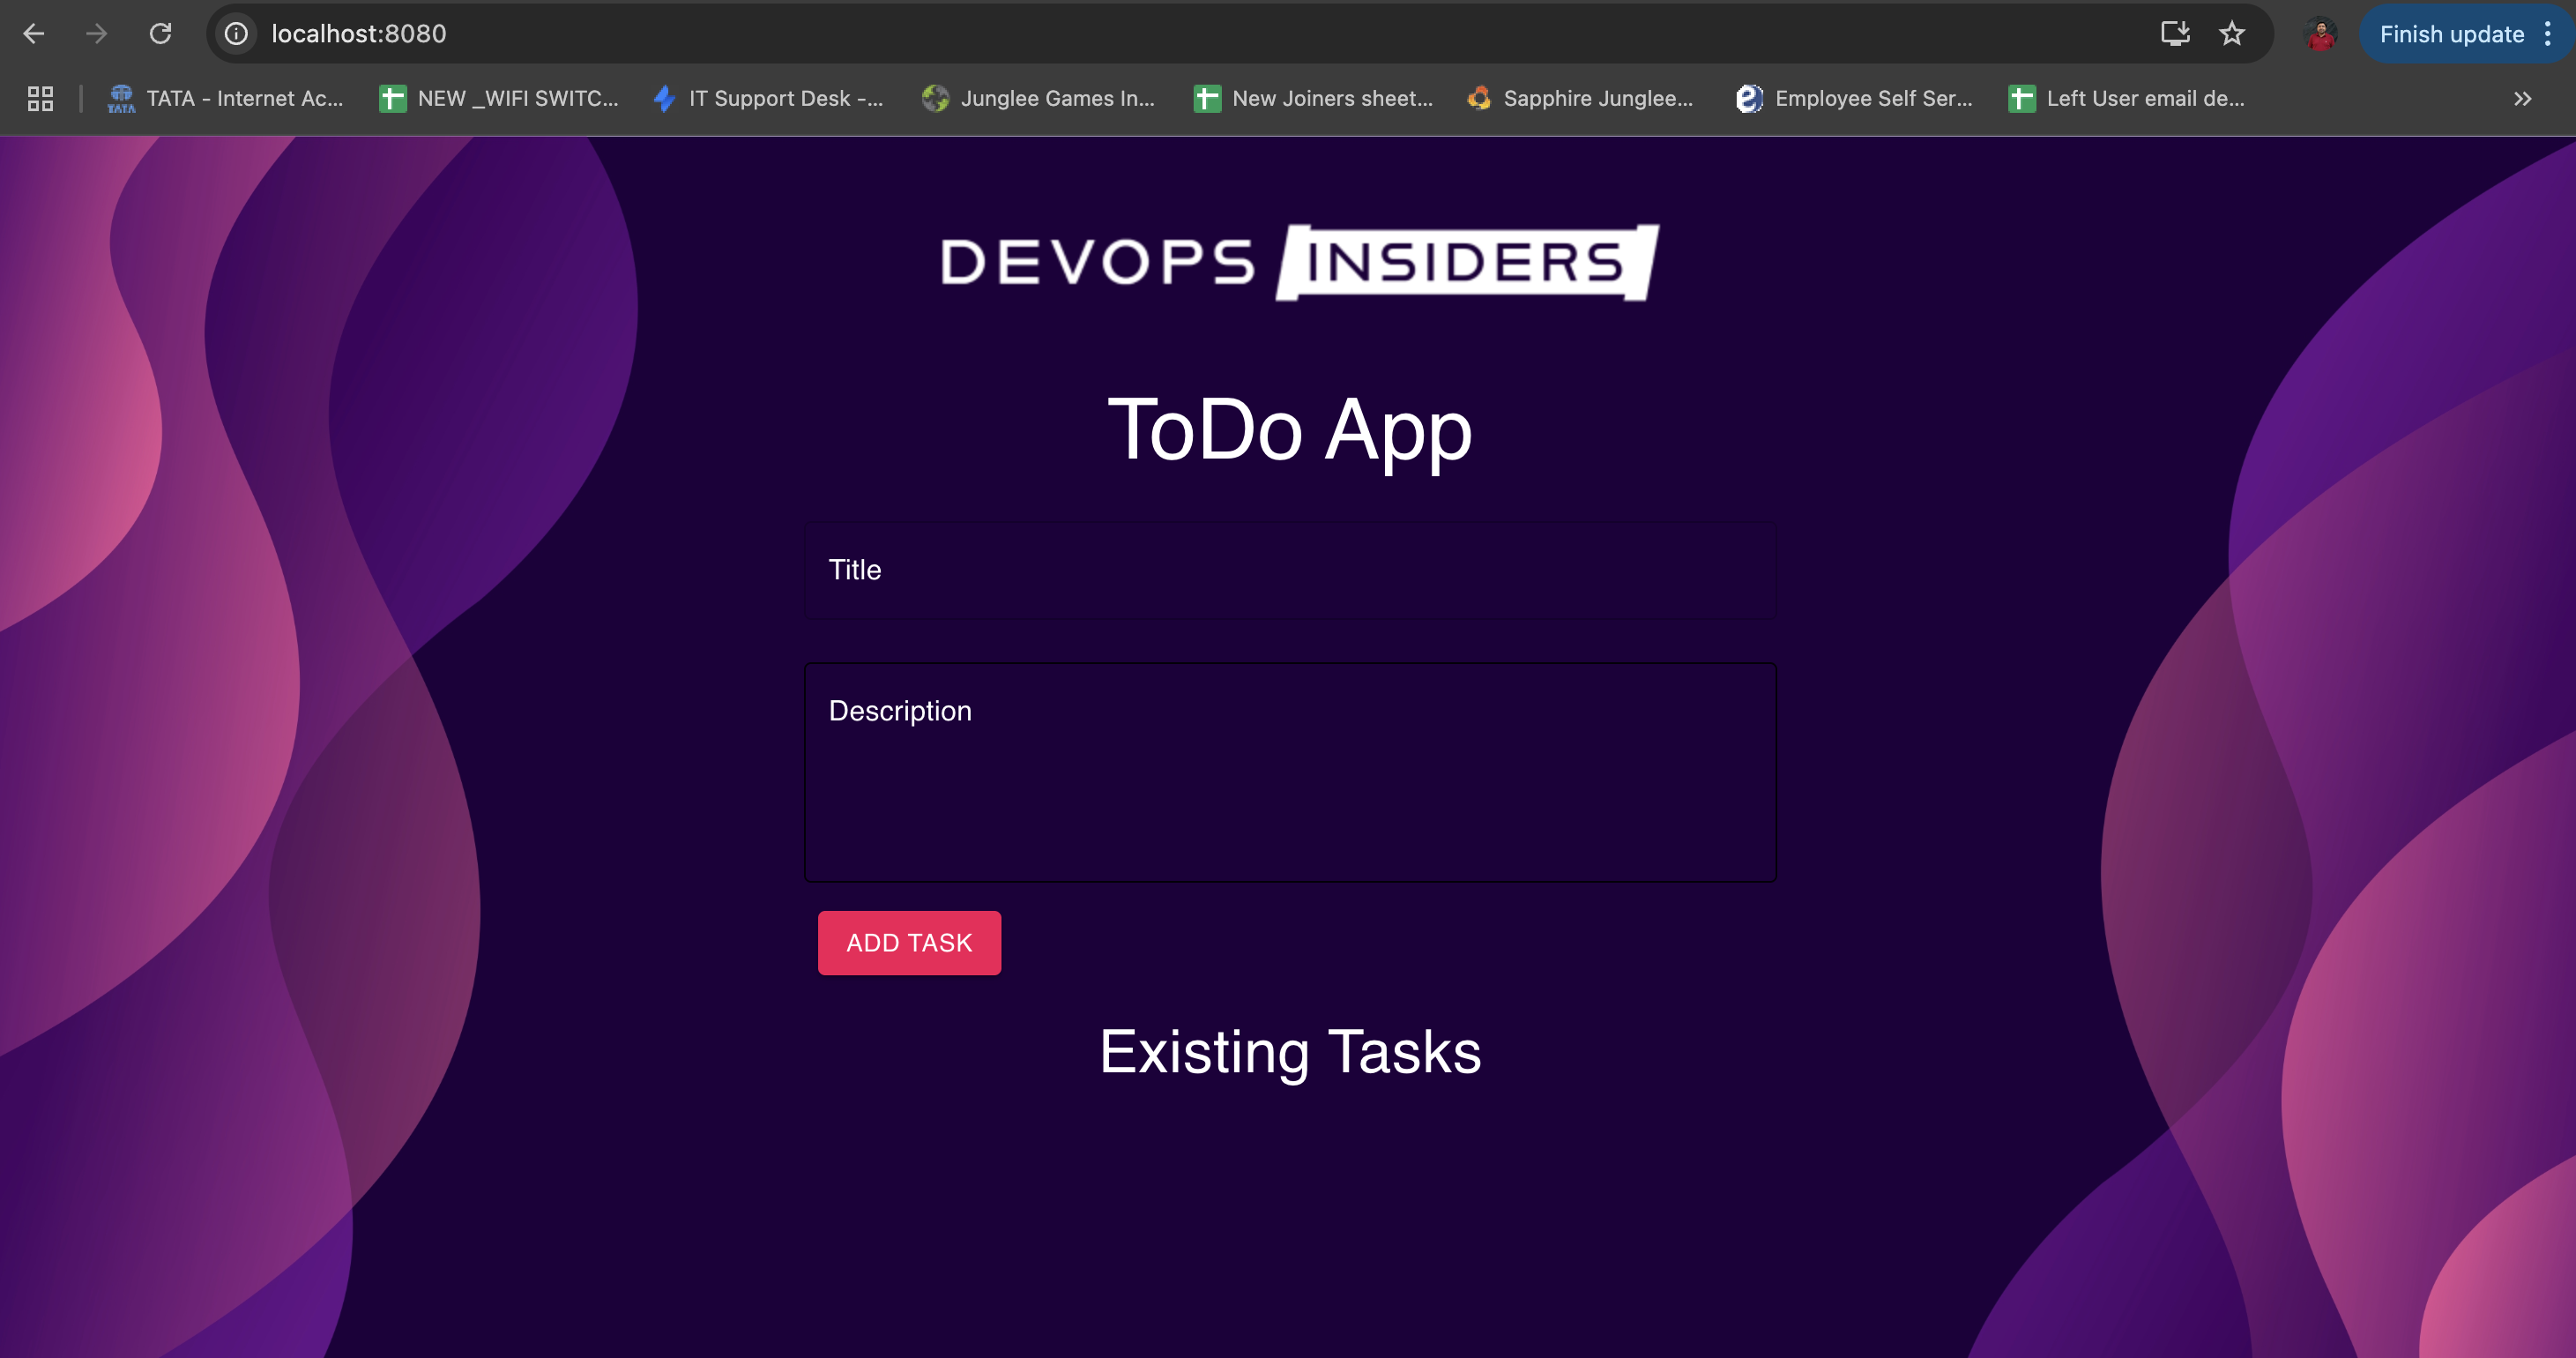 localhost:8080
Finish update
TATA - Internet Ac...
NEW _WIFI SWITC...
IT Support Desk -...
Junglee Games In...
New Joiners sheet...
Sapphire Junglee...
Employee Self Ser...
Left User email de...
DEVOPS INSIDERS
ToDo App
Title
Description
ADD TASK
Existing Tasks